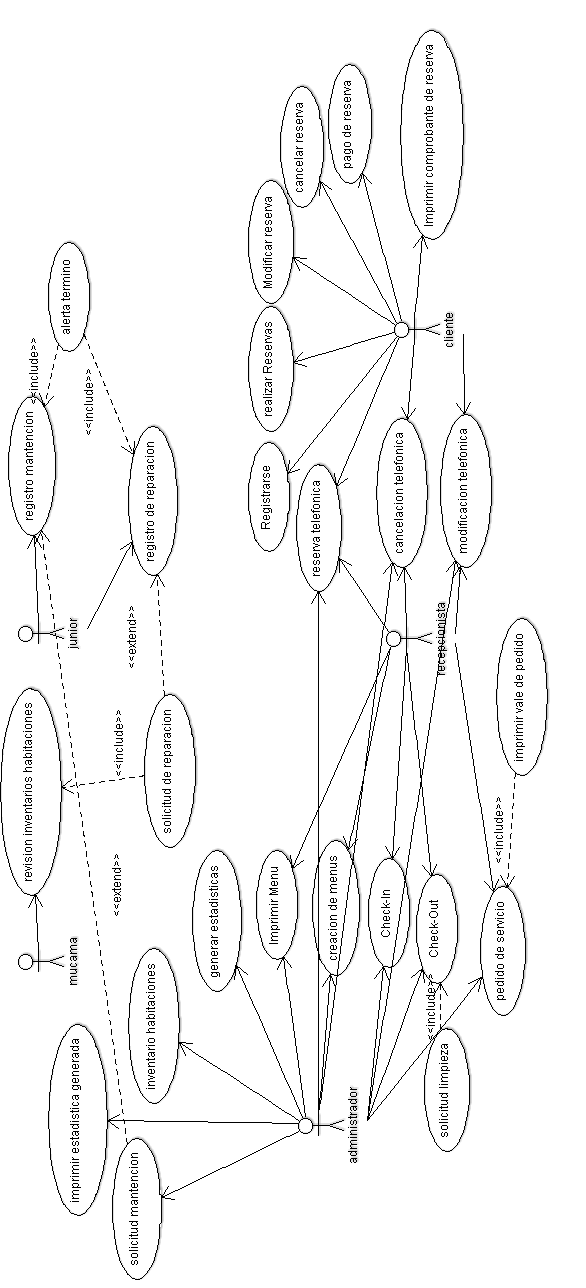 imprimir estadistica generada
solicitud mantencion
inventario habitaciones
generar estadisticas
Imprimir Menu
creacion de menus
Check-In
Check-Out
<<include>>
solicitud limpieza
pedido de servicio
<<include>>
imprimir vale de pedido
administrador
mucama
revision inventarios habitaciones
<<extend>>
<<include>>
solicitud de reparacion
<<extend>>
junior
registro mantencion
<<include>>
<<include>>
registro de reparacion
alerta termino
recepcionista
Registrarse
reserva telefonica
cancelacion telefonica
modificacion telefonica
realizar Reservas
Modificar reserva
cancelar reserva
pago de reserva
Imprimir comprobante de reserva
cliente